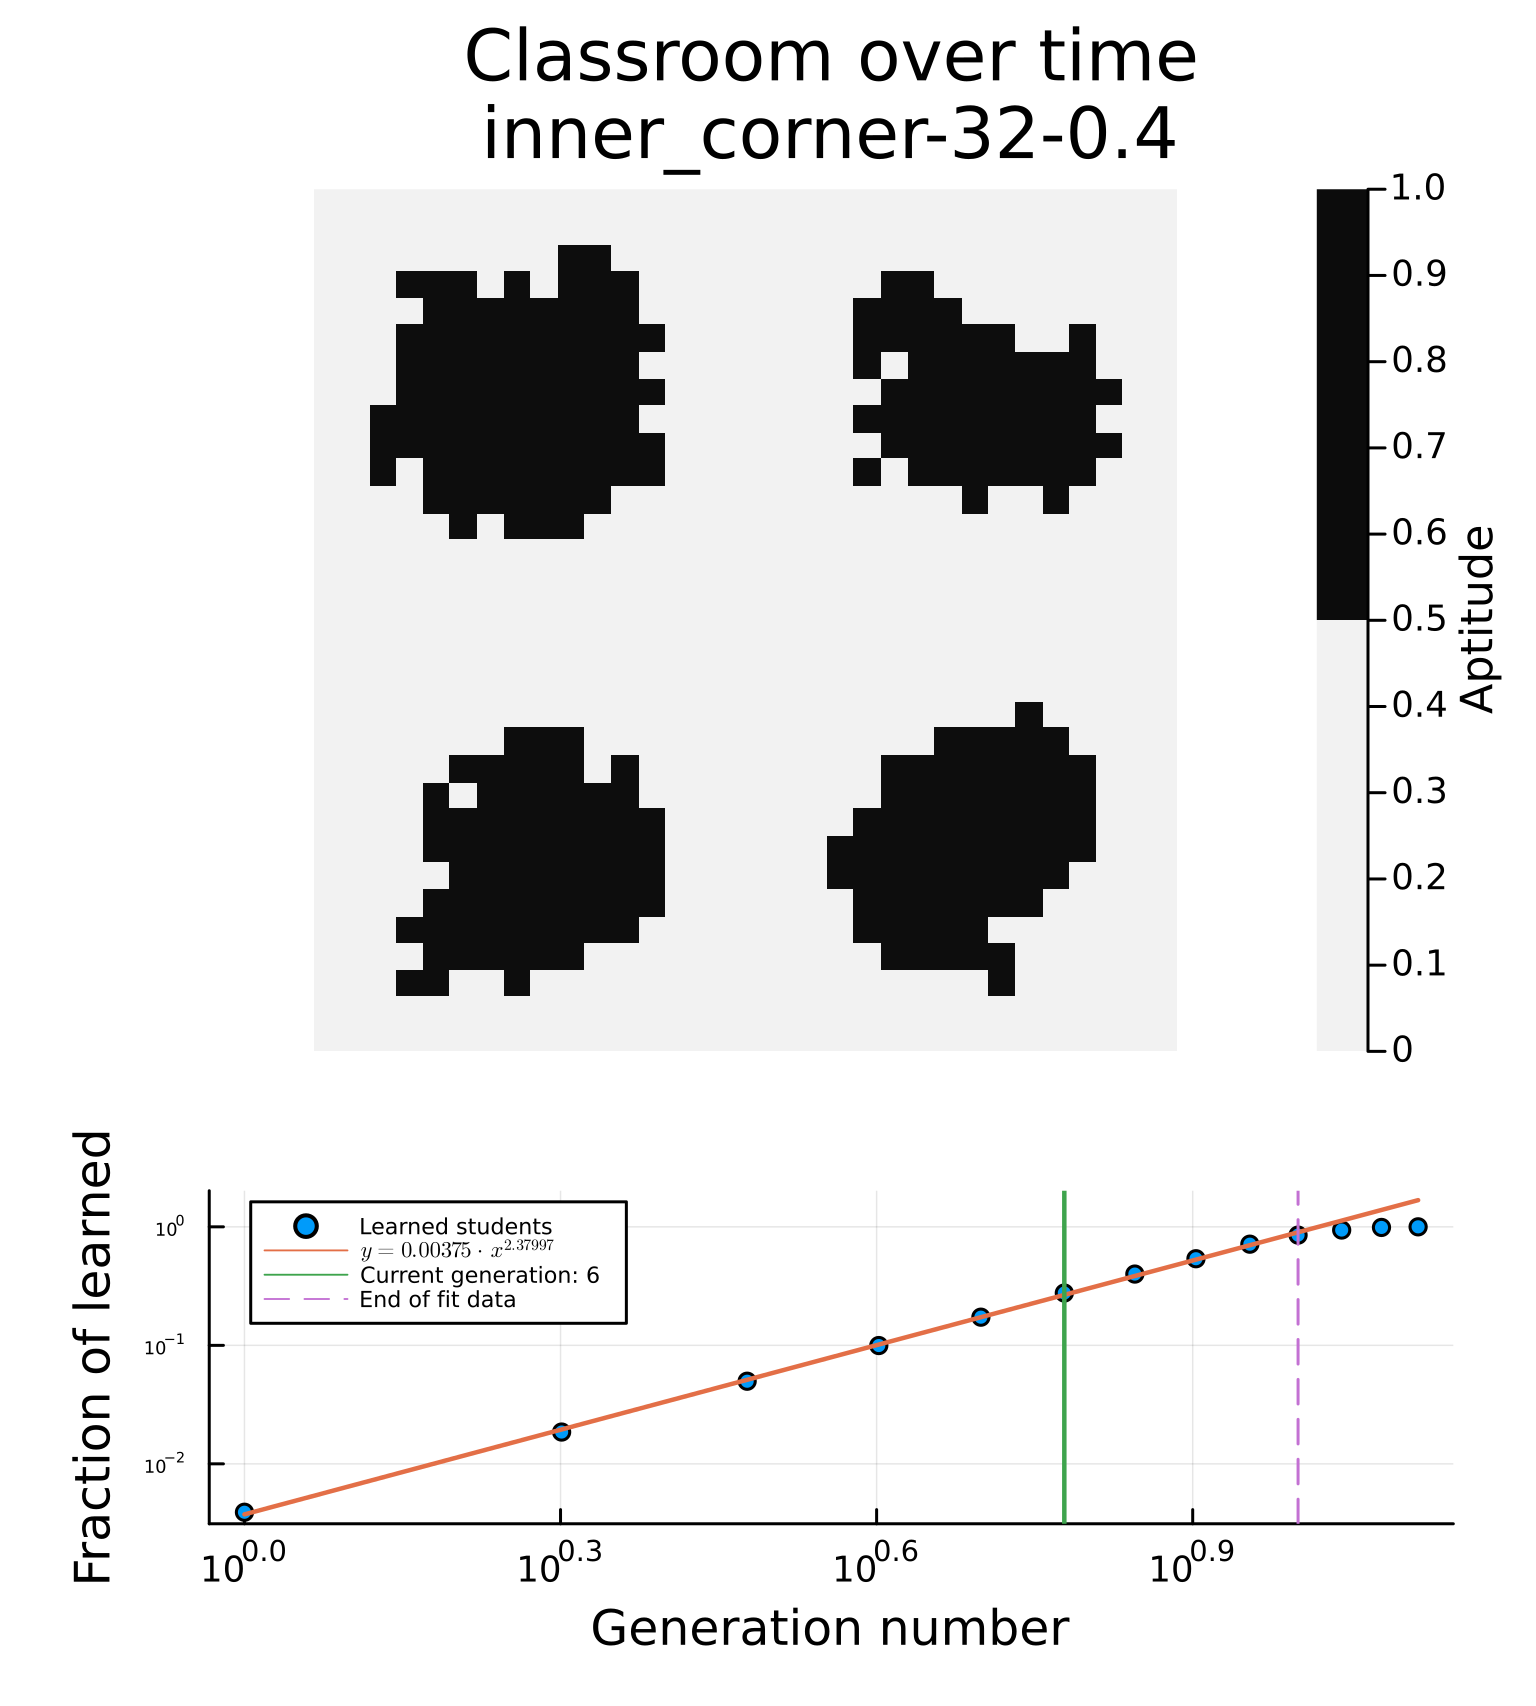 Classroom over time
inner_corner-32-0.4
1.0
0.9
0.8
0.7
0.6
0.5
0.4
0.3
0.2
0.1
0
Aptitude
Fraction of learned
10⁰
10⁻¹
10⁻²
Learned students
y = 0.00375 · x^2.37997
Current generation: 6
End of fit data
10^0.0
10^0.3
10^0.6
10^0.9
Generation number